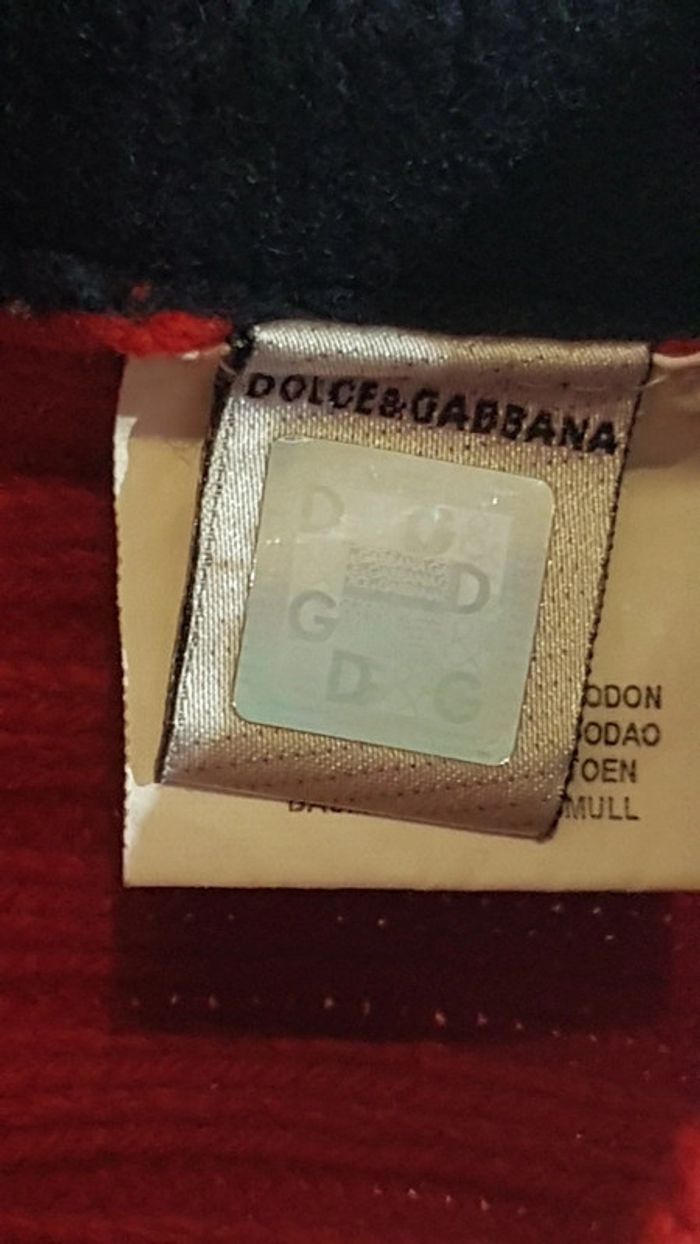 DOLCE&GABBANA
D G
D
G
D G
ODON
ODAO
TOEN
MULL